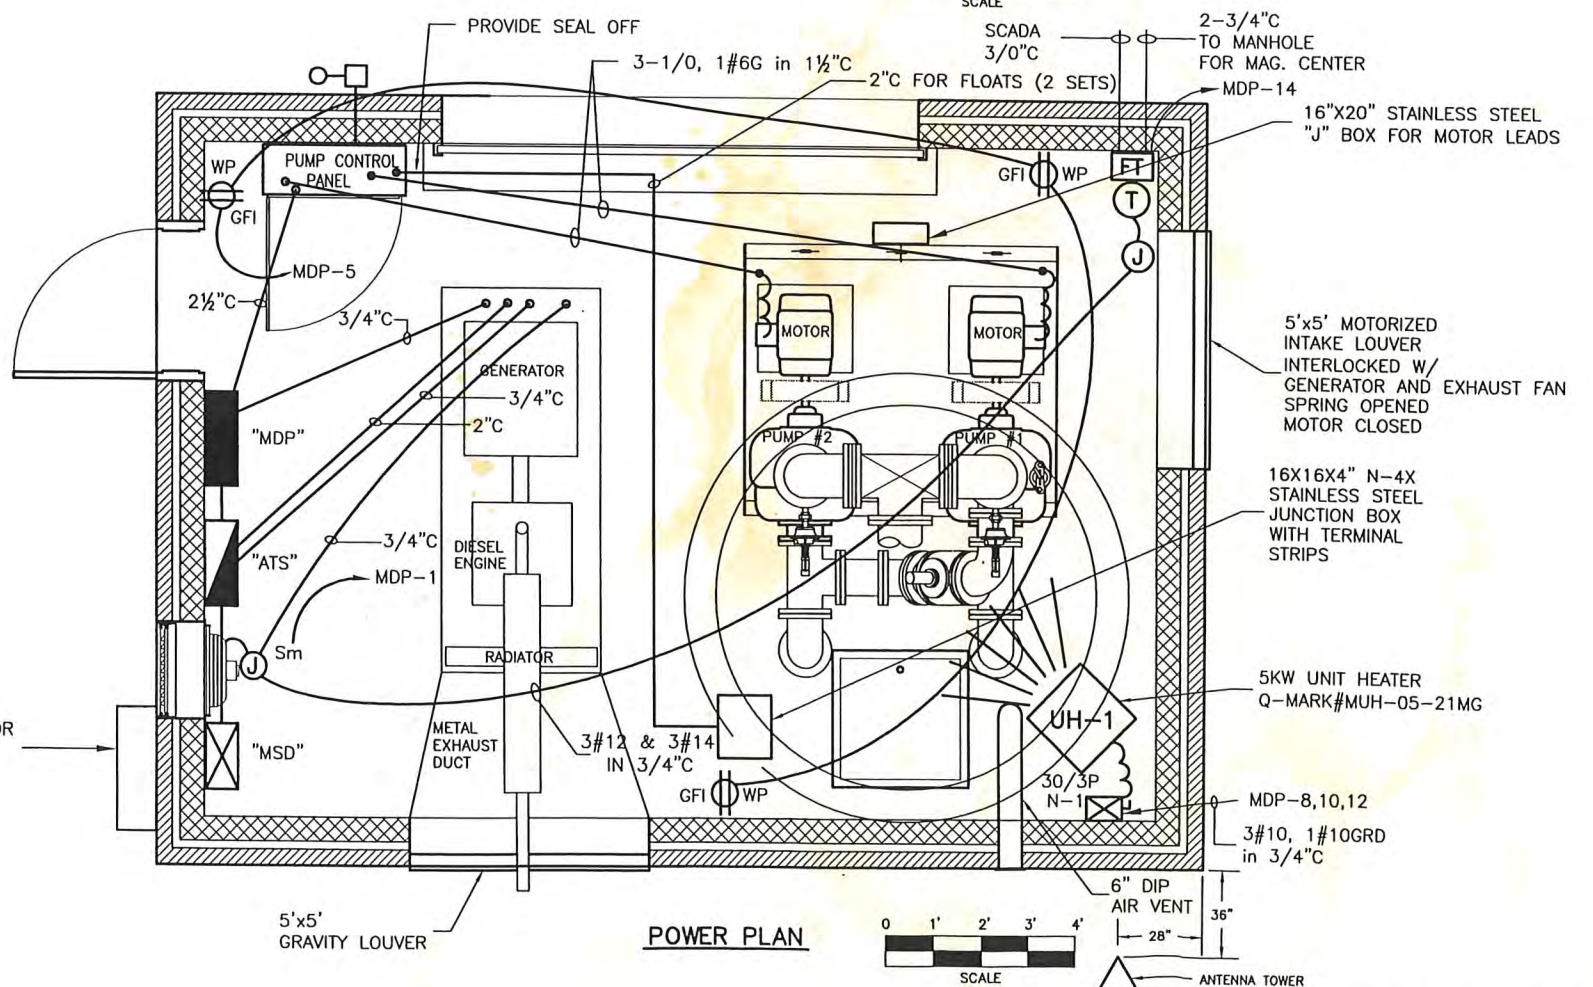 SCALE
PROVIDE SEAL OFF
SCADA
3/0"C
2-3/4"C
TO MANHOLE
FOR MAG. CENTER
3-1/0, 1#6G in 1½"C
2"C FOR FLOATS (2 SETS)
MDP-14
16"X20" STAINLESS STEEL
"J" BOX FOR MOTOR LEADS
WP
GFI
PUMP CONTROL
PANEL
GFI
WP
FT
T
J
MDP-5
2½"C
3/4"C
GENERATOR
MOTOR
MOTOR
5'x5' MOTORIZED
INTAKE LOUVER
INTERLOCKED W/
GENERATOR AND EXHAUST FAN
SPRING OPENED
MOTOR CLOSED
3/4"C
2"C
"MDP"
PUMP #2
PUMP #1
M
16X16X4" N-4X
STAINLESS STEEL
JUNCTION BOX
WITH TERMINAL
STRIPS
"ATS"
3/4"C
DIESEL
ENGINE
MDP-1
J
Sm
RADIATOR
5KW UNIT HEATER
Q-MARK#MUH-05-21MG
UH-1
OR
"MSD"
METAL
EXHAUST
DUCT
3#12 & 3#14
IN 3/4"C
GFI
WP
30/3P
N-1
MDP-8,10,12
3#10, 1#10GRD
in 3/4"C
6" DIP
AIR VENT
36"
28"
5'x5'
GRAVITY LOUVER
POWER PLAN
0 1' 2' 3' 4'
SCALE
ANTENNA TOWER